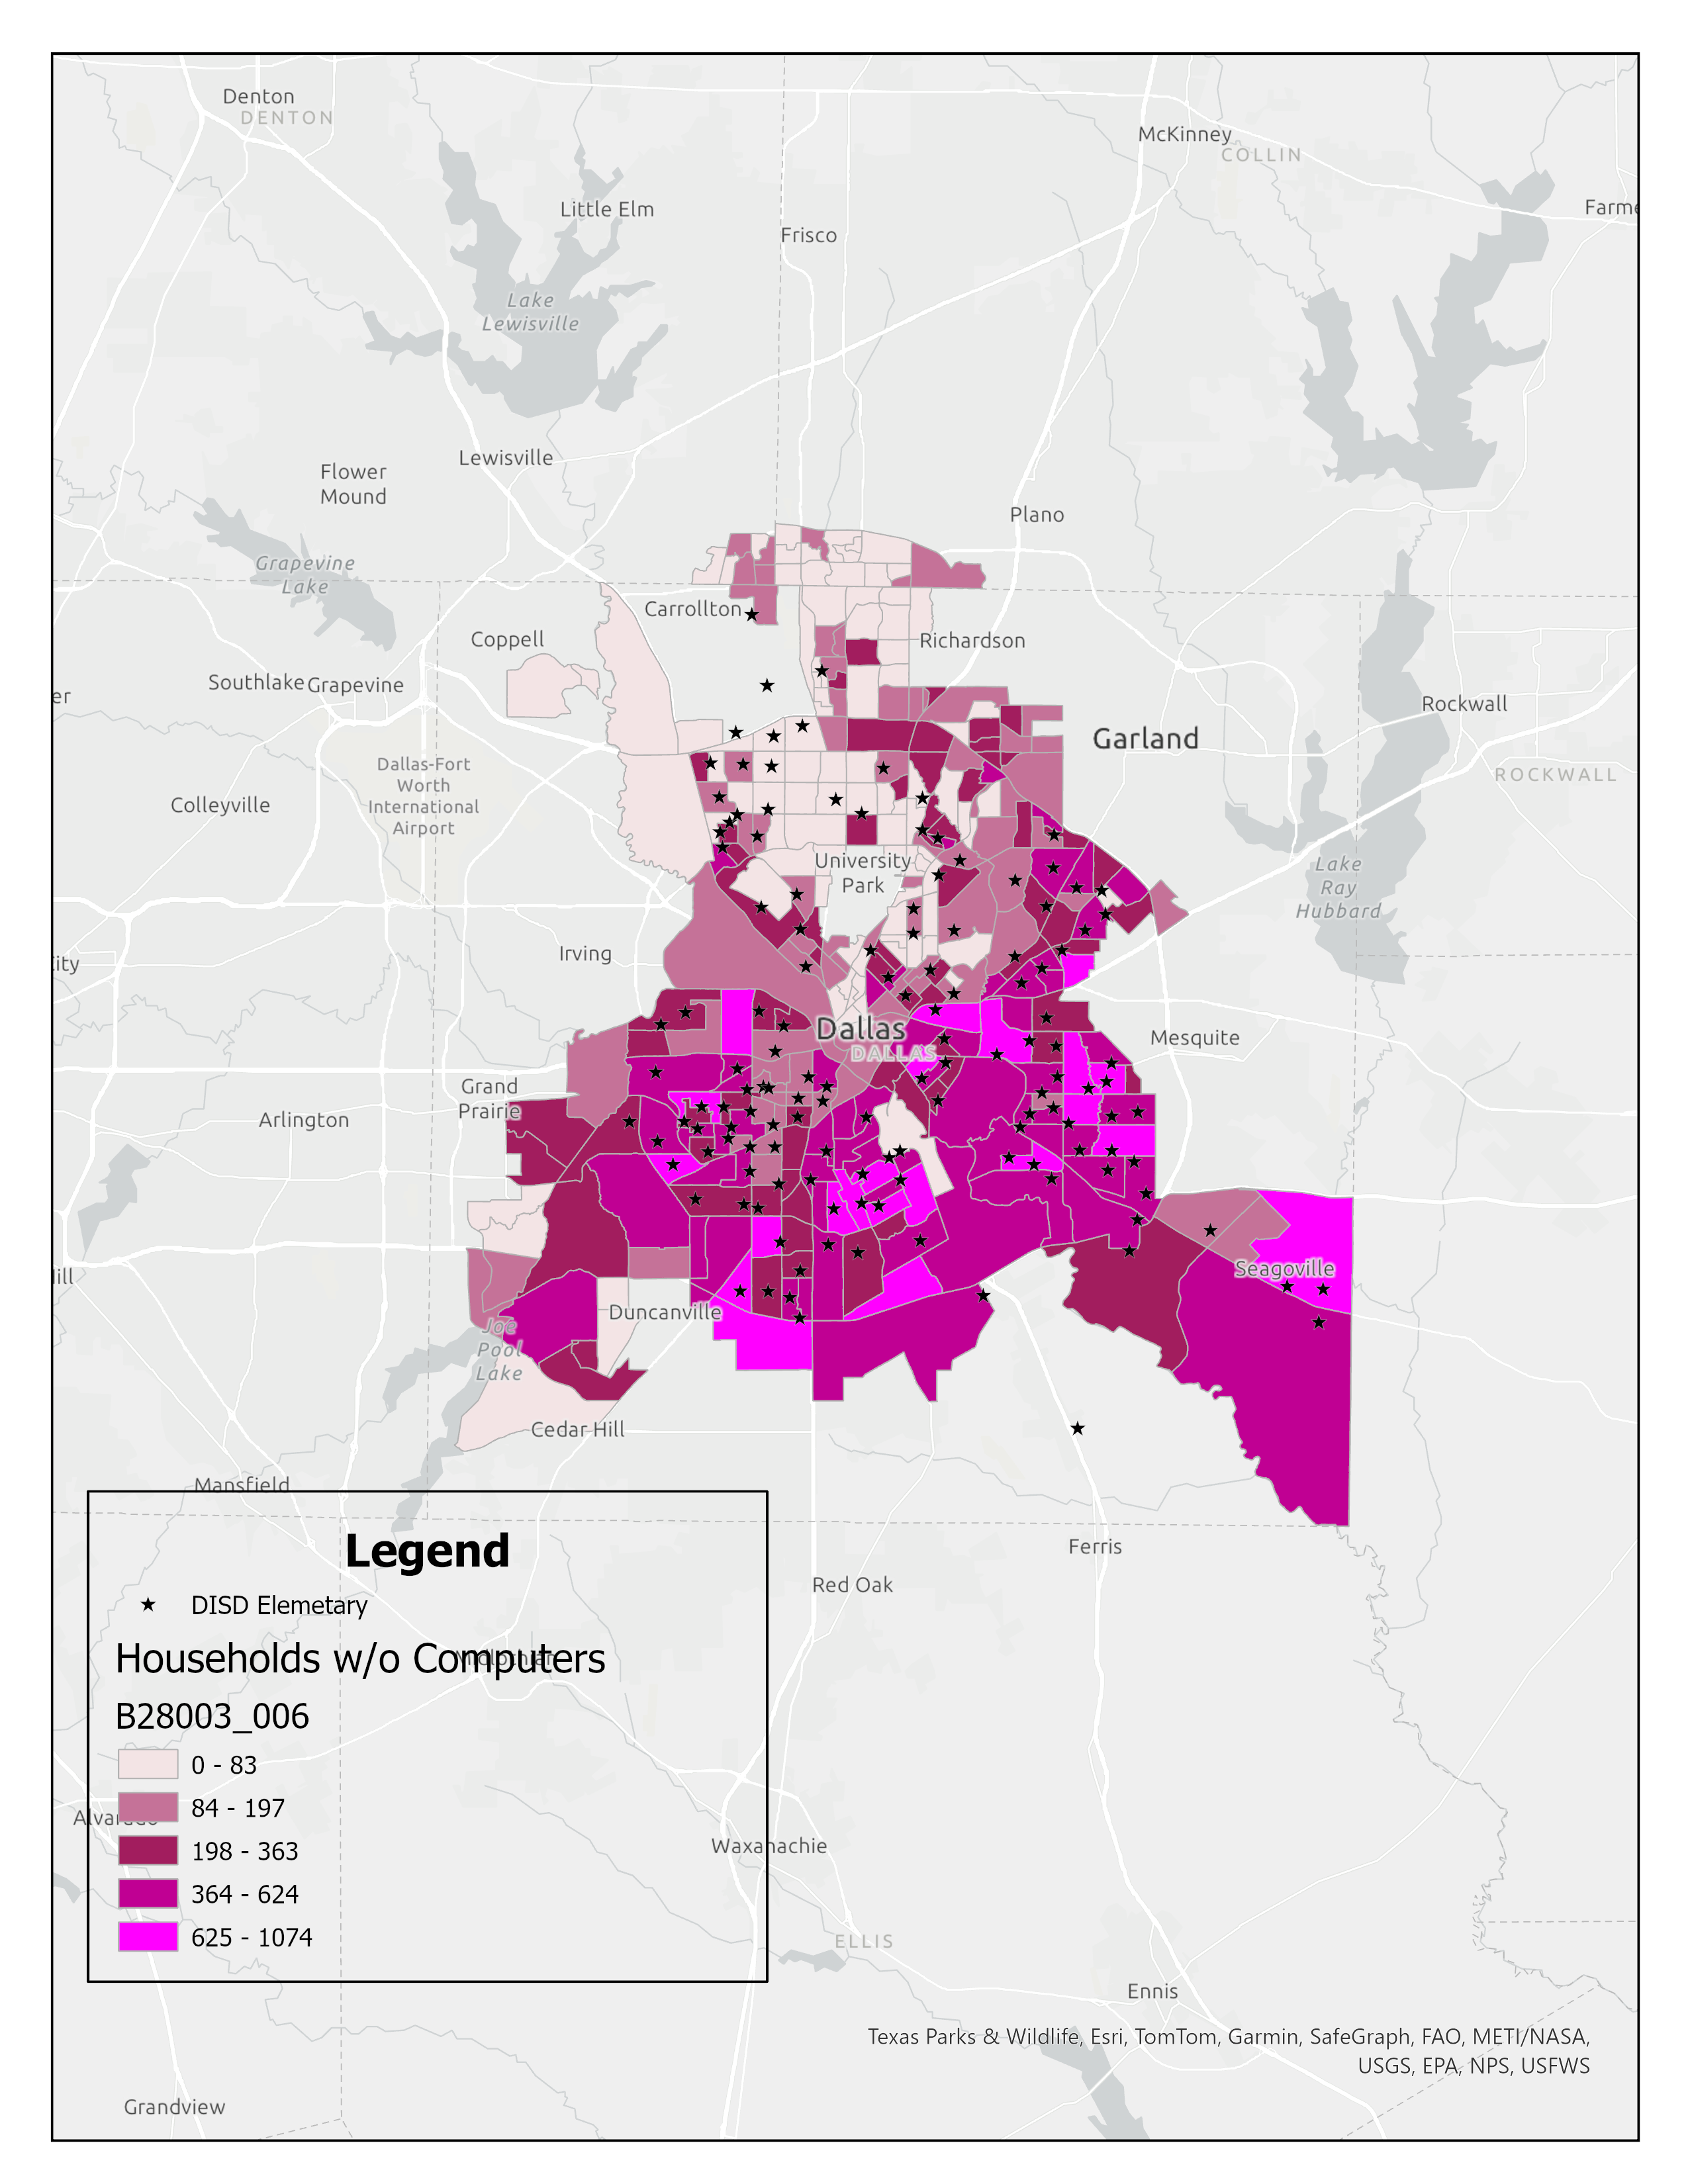 Denton
DENTON
McKinney
COLLIN
Little Elm
Farme
Frisco
Lake
Lewisville
Lewisville
Flower
Mound
Plano
Grapevine
Lake
Carrollton
Coppell
Richardson
Southlake
Grapevine
er
Rockwall
Garland
Dallas-Fort
Worth
International
Airport
ROCKWALL
Colleyville
University
Park
Lake
Ray
Hubbard
Irving
City
Dallas
DALLAS
Mesquite
Grand
Prairie
Arlington
Seagoville
ill
Duncanville
Joe
Pool
Lake
Cedar Hill
Mansfield
Ferris
Red Oak
Legend
DISD Elemetary
Households w/o Computers
Midlothian
B28003_006
0 - 83
84 - 197
Alvarado
198 - 363
Waxahachie
364 - 624
625 - 1074
ELLIS
Ennis
Texas Parks & Wildlife, Esri, TomTom, Garmin, SafeGraph, FAO, METI/NASA,
USGS, EPA, NPS, USFWS
Grandview